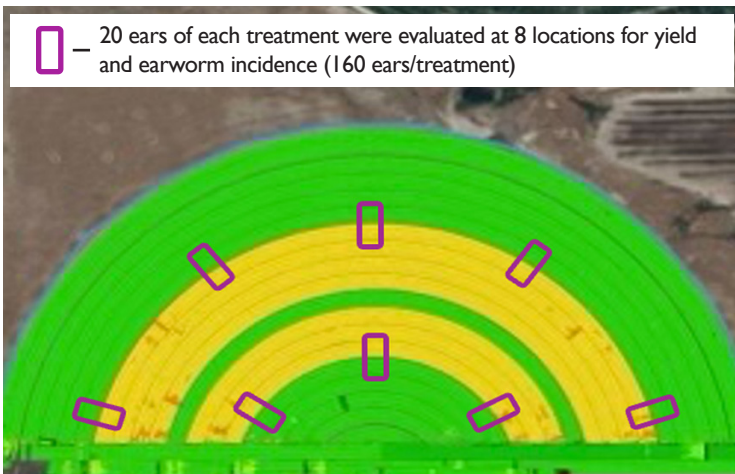 – 20 ears of each treatment were evaluated at 8 locations for yield
and earworm incidence (160 ears/treatment)